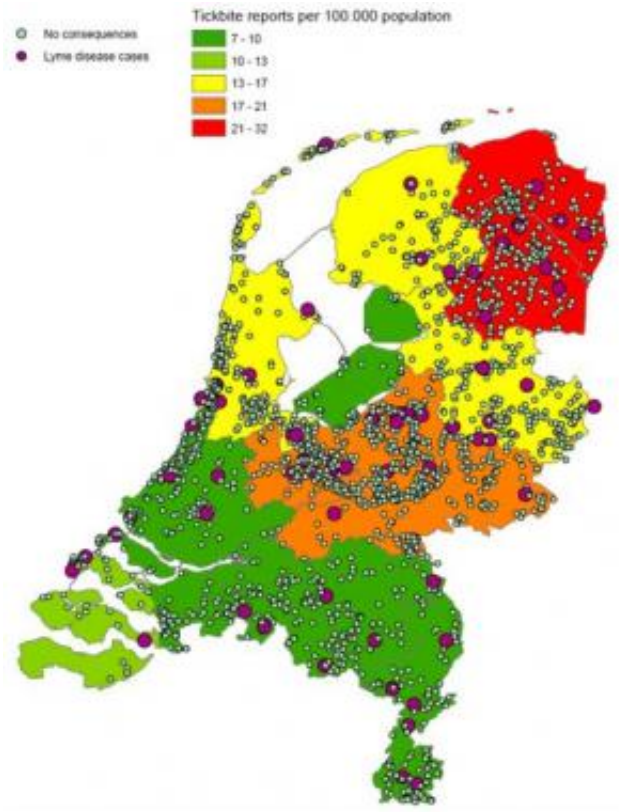 Tickbite reports per 100.000 population
No consequences
Lyme disease cases
7 - 10
10 - 13
13 - 17
17 - 21
21 - 32